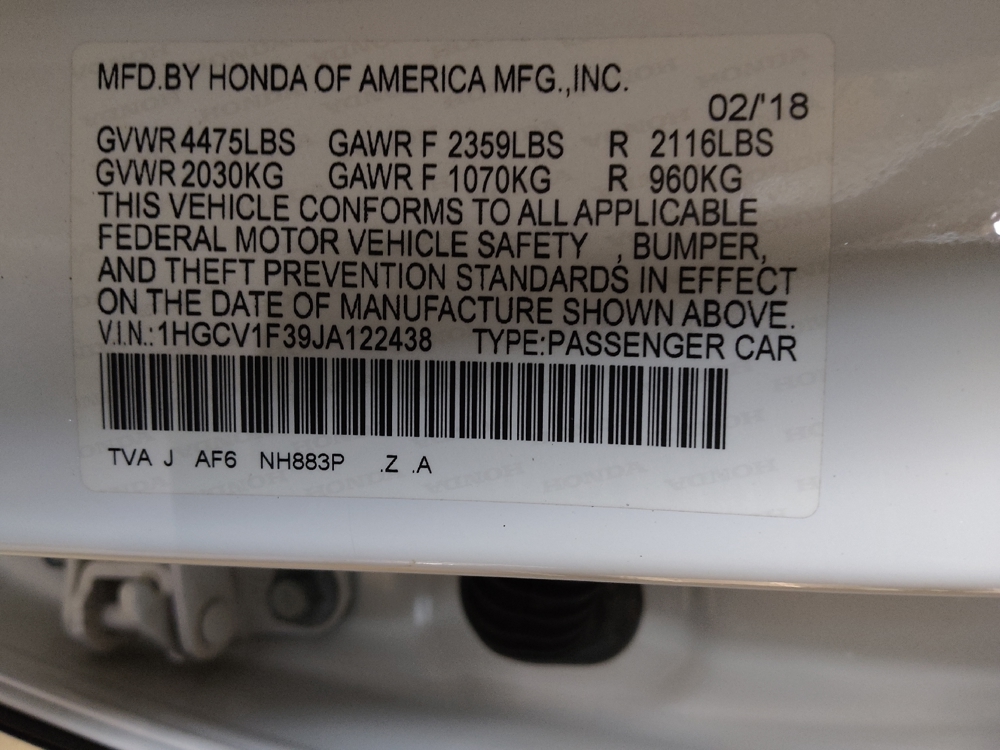 MFD.BY HONDA OF AMERICA MFG.,INC.
02/'18
GVWR 4475LBS GAWR F 2359LBS R 2116LBS
GVWR 2030KG GAWR F 1070KG R 960KG
THIS VEHICLE CONFORMS TO ALL APPLICABLE
FEDERAL MOTOR VEHICLE SAFETY , BUMPER,
AND THEFT PREVENTION STANDARDS IN EFFECT
ON THE DATE OF MANUFACTURE SHOWN ABOVE.
V.I.N.:1HGCV1F39JA122438 TYPE:PASSENGER CAR
TVA J AF6 NH883P .Z .A